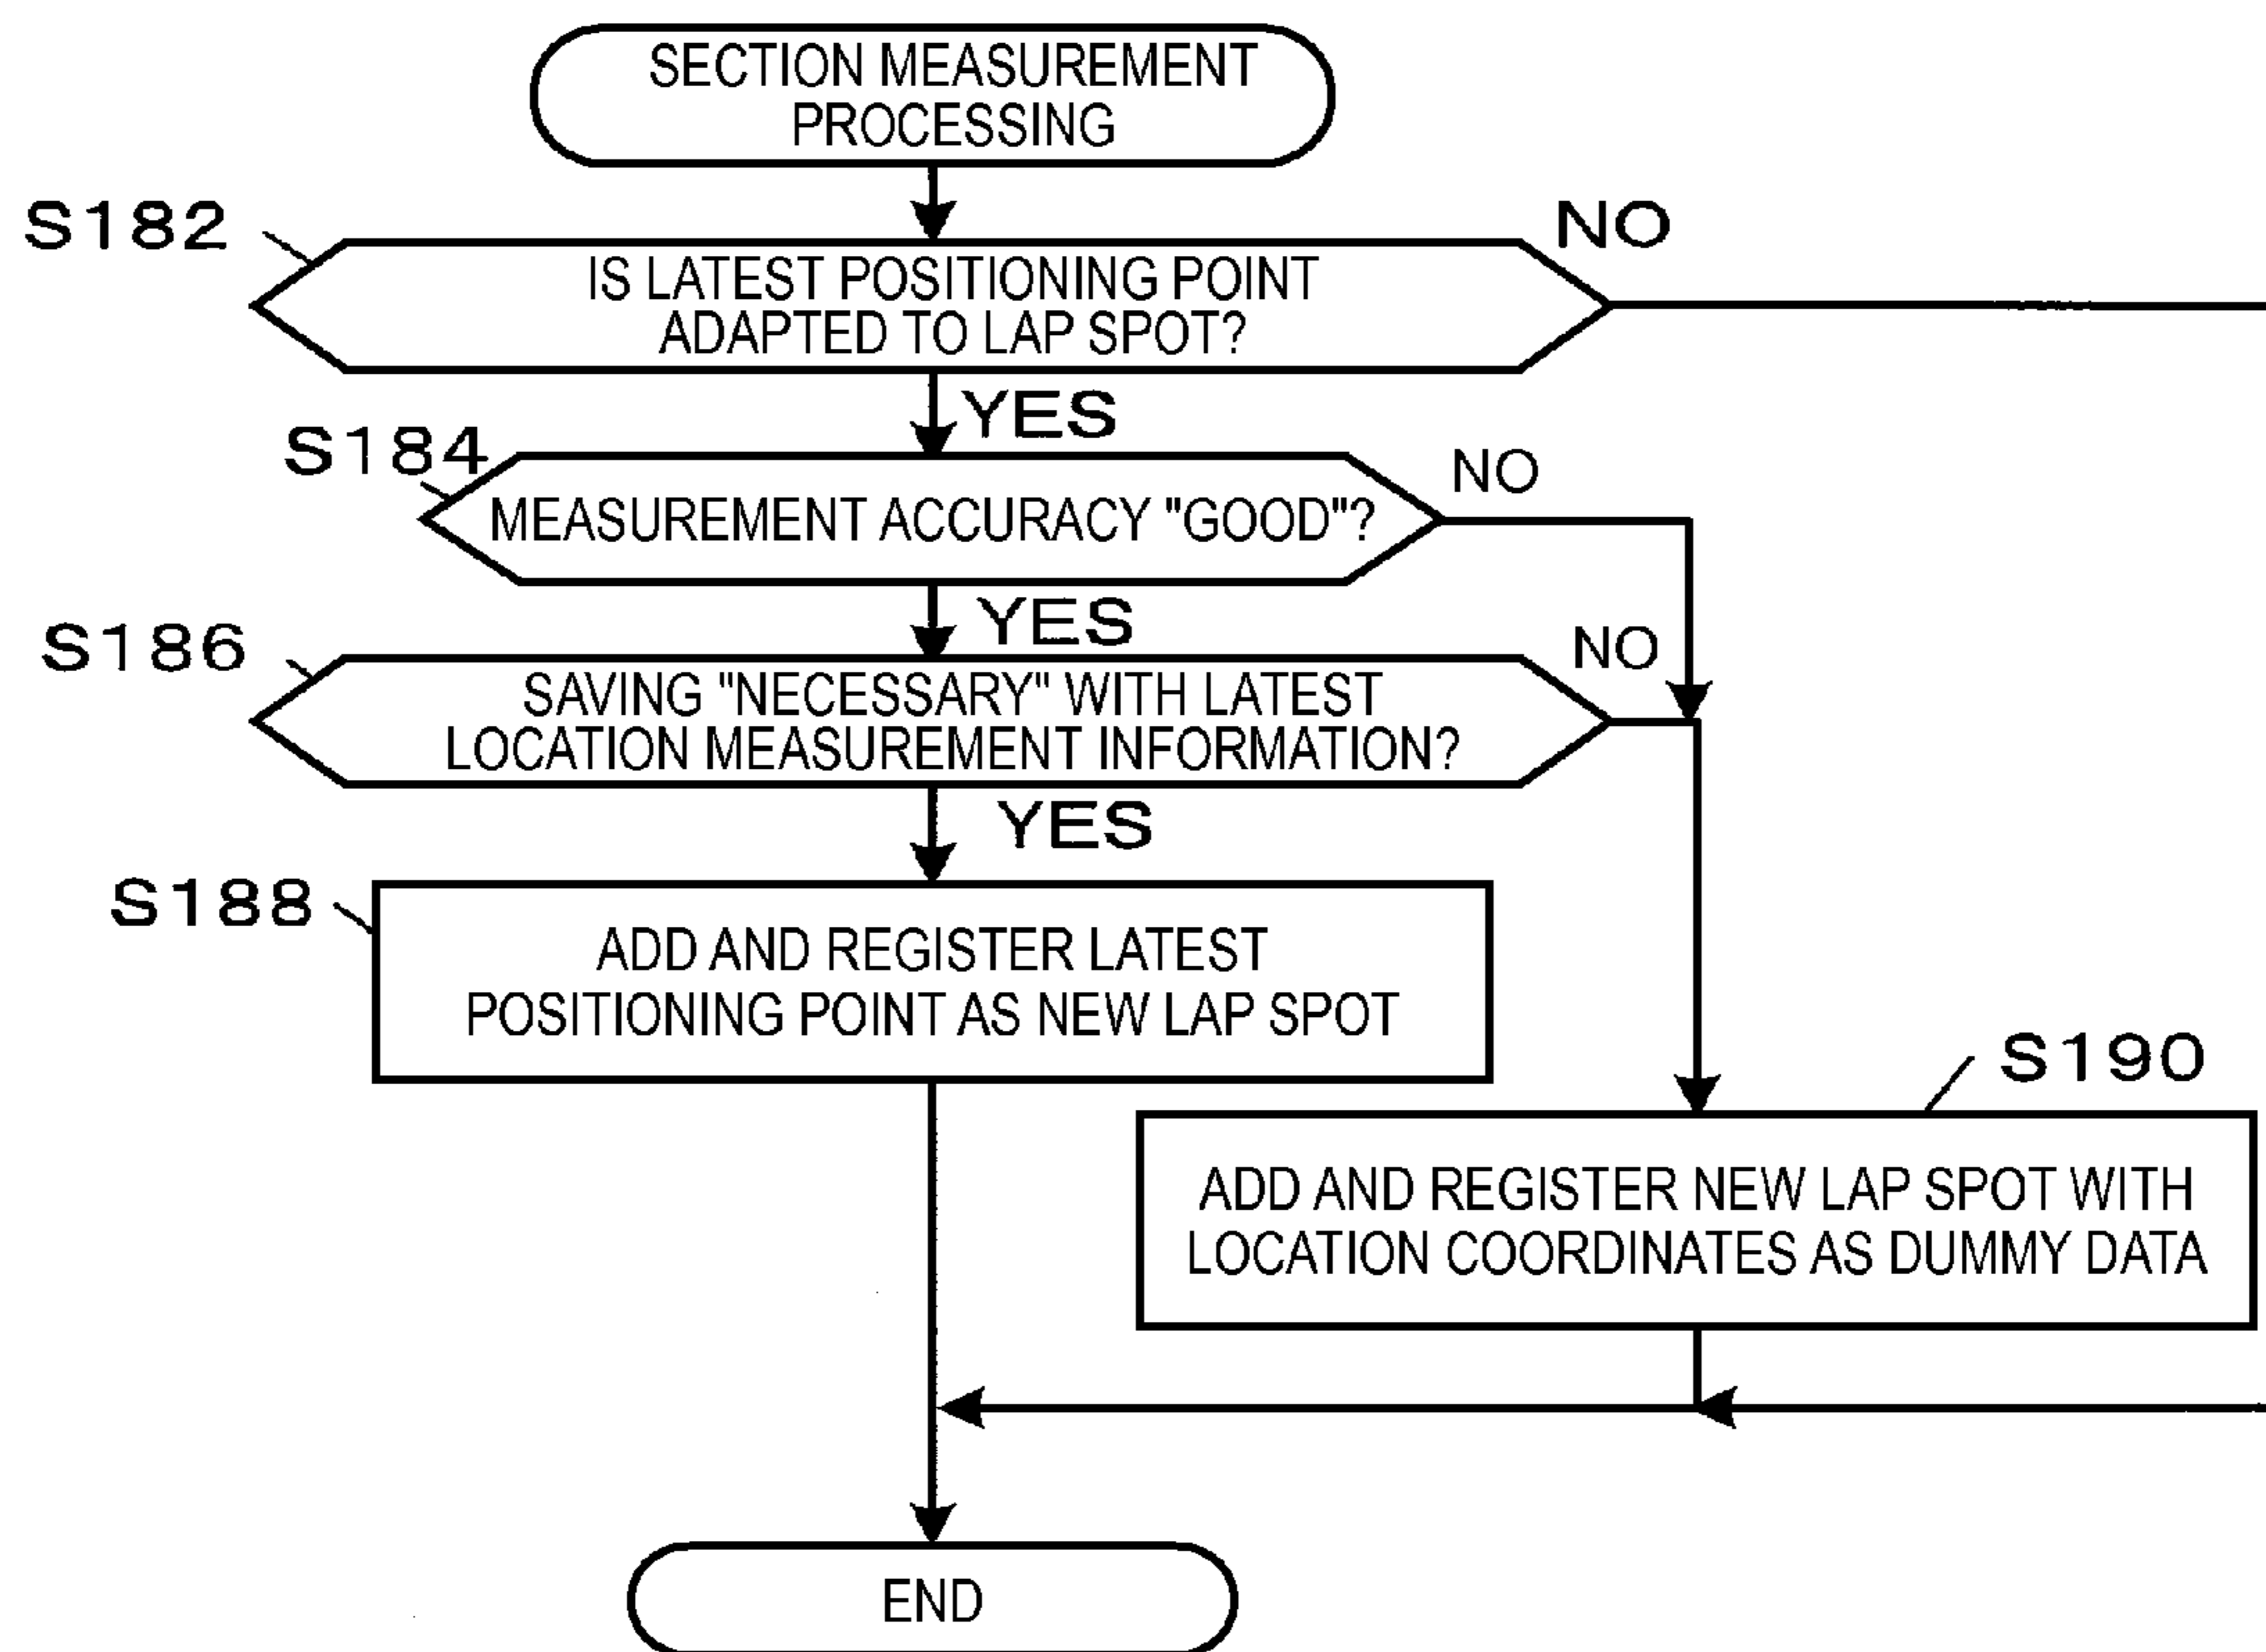 SECTION MEASUREMENT
PROCESSING
S182
NO
IS LATEST POSITIONING POINT
ADAPTED TO LAP SPOT?
YES
S184
NO
MEASUREMENT ACCURACY "GOOD"?
YES
S186
NO
SAVING "NECESSARY" WITH LATEST
LOCATION MEASUREMENT INFORMATION?
YES
S188
ADD AND REGISTER LATEST
POSITIONING POINT AS NEW LAP SPOT
S190
ADD AND REGISTER NEW LAP SPOT WITH
LOCATION COORDINATES AS DUMMY DATA
END